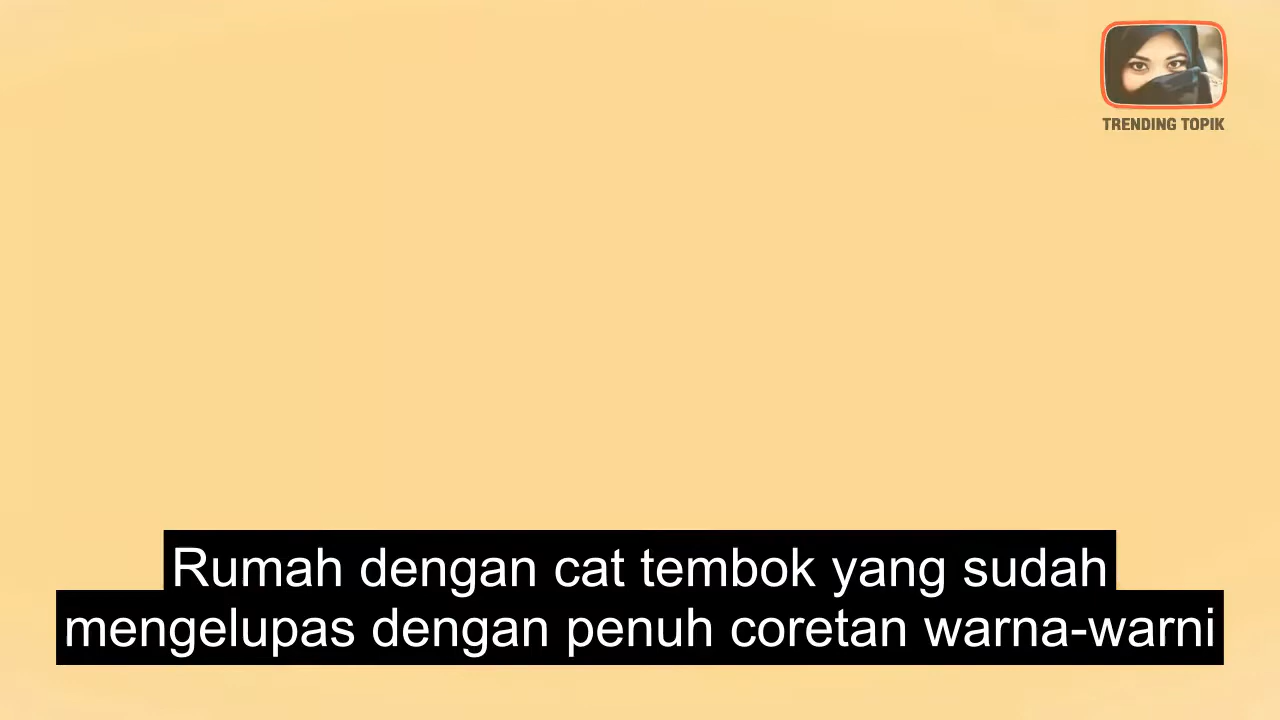 TRENDING TOPIK
Rumah dengan cat tembok yang sudah
mengelupas dengan penuh coretan warna-warni